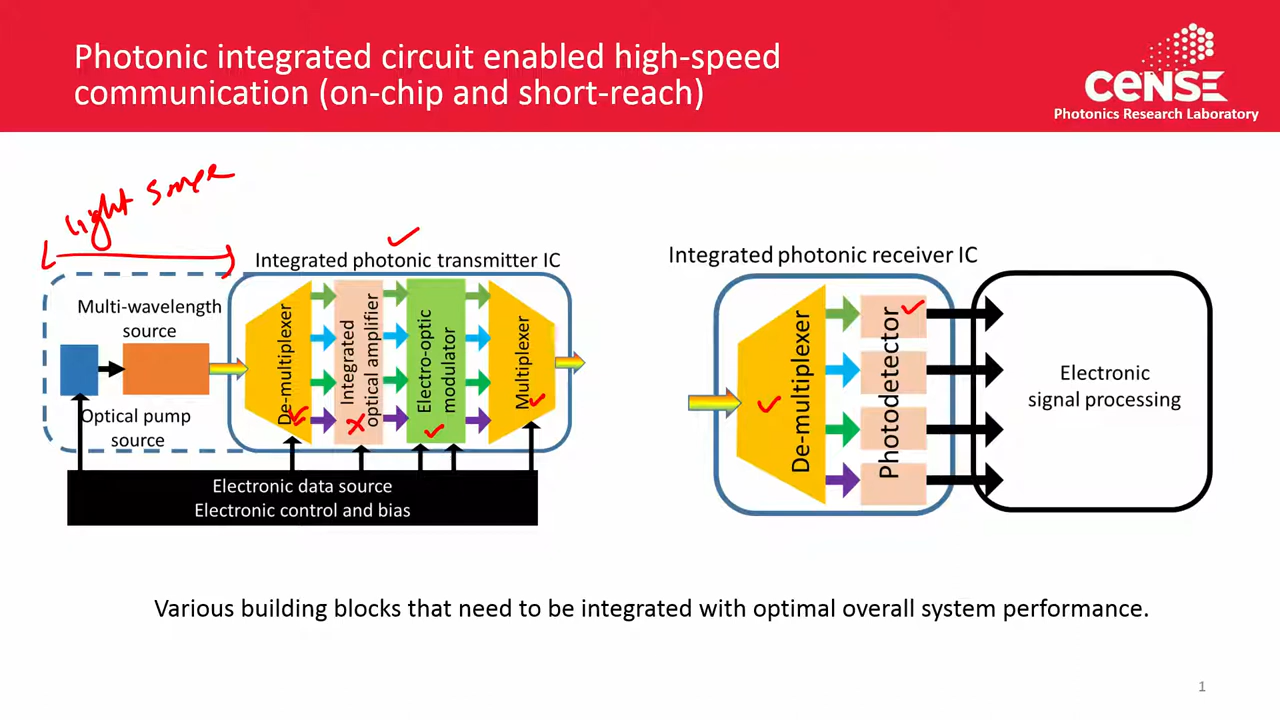 Photonic integrated circuit enabled high-speed
communication (on-chip and short-reach)
CeNSE
Photonics Research Laboratory
light source
Integrated photonic transmitter IC
Multi-wavelength
source
Optical pump
source
De-multiplexer
Integrated
optical amplifier
Electro-optic
modulator
Multiplexer
Electronic data source
Electronic control and bias
Integrated photonic receiver IC
De-multiplexer
Photodetector
Electronic
signal processing
Various building blocks that need to be integrated with optimal overall system performance.
1